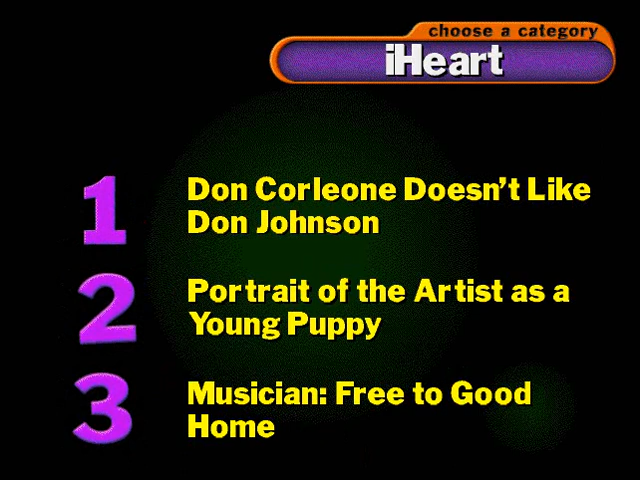 choose a category
iHeart
1
Don Corleone Doesn't Like
Don Johnson
2
Portrait of the Artist as a
Young Puppy
3
Musician: Free to Good
Home